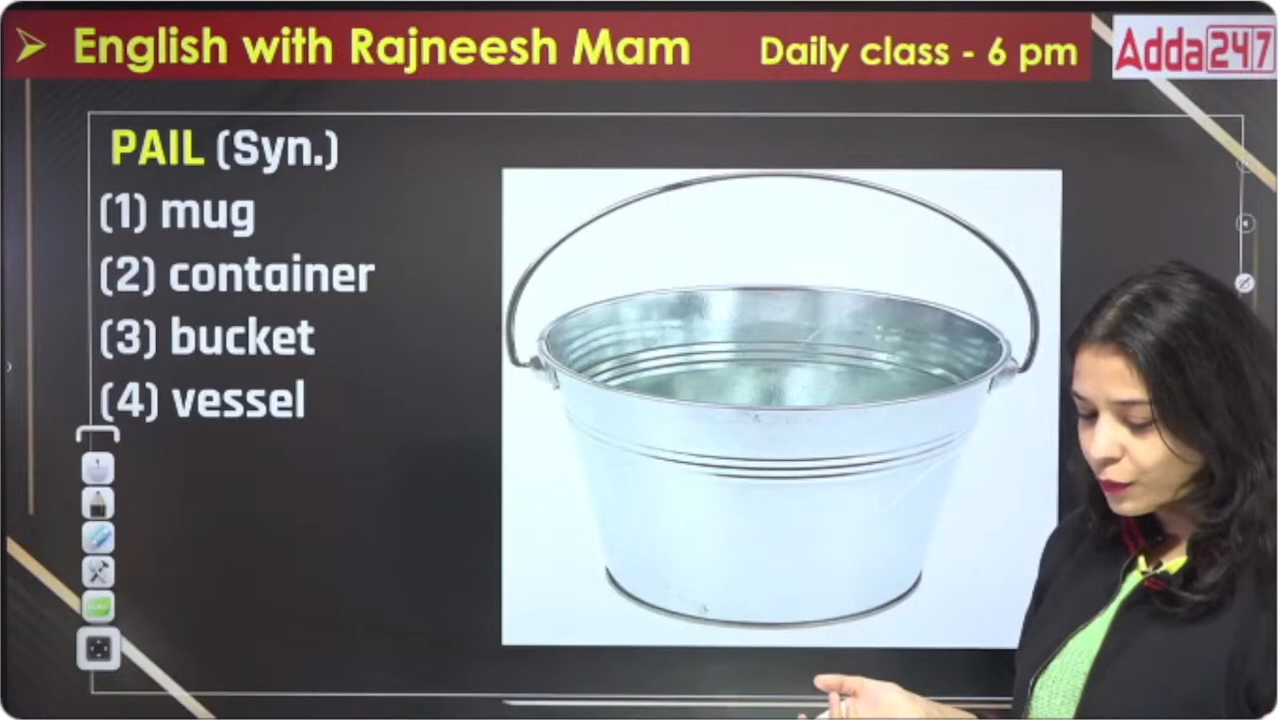 English with Rajneesh Mam
Daily class - 6 pm
Adda247
PAIL (Syn.)
(1) mug
(2) container
(3) bucket
(4) vessel